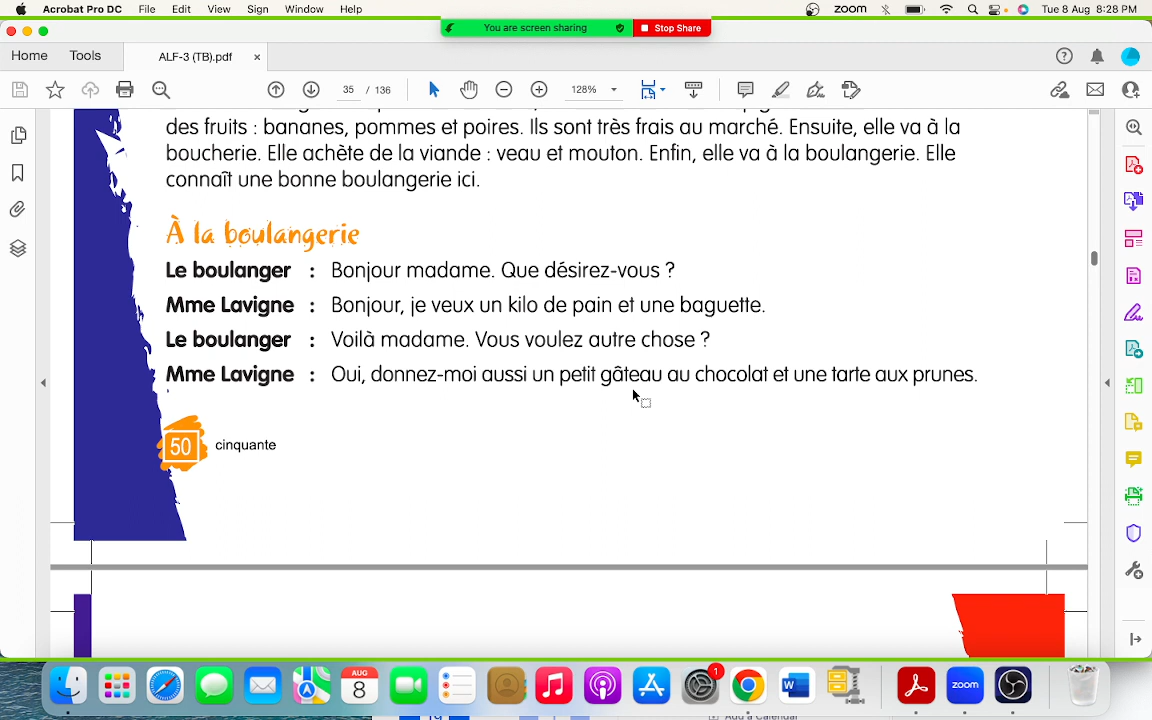 Acrobat Pro DC File Edit View Sign Window Help
zoom Tue 8 Aug 8:28 PM
You are screen sharing Stop Share
Home Tools ALF-3 (TB).pdf ×
35 / 136 128%
des fruits : bananes, pommes et poires. Ils sont très frais au marché. Ensuite, elle va à la
boucherie. Elle achète de la viande : veau et mouton. Enfin, elle va à la boulangerie. Elle
connaît une bonne boulangerie ici.
À la boulangerie
Le boulanger : Bonjour madame. Que désirez-vous ?
Mme Lavigne : Bonjour, je veux un kilo de pain et une baguette.
Le boulanger : Voilà madame. Vous voulez autre chose ?
Mme Lavigne : Oui, donnez-moi aussi un petit gâteau au chocolat et une tarte aux prunes.
50 cinquante
AUG
8
1
zoom
Add a Calendar